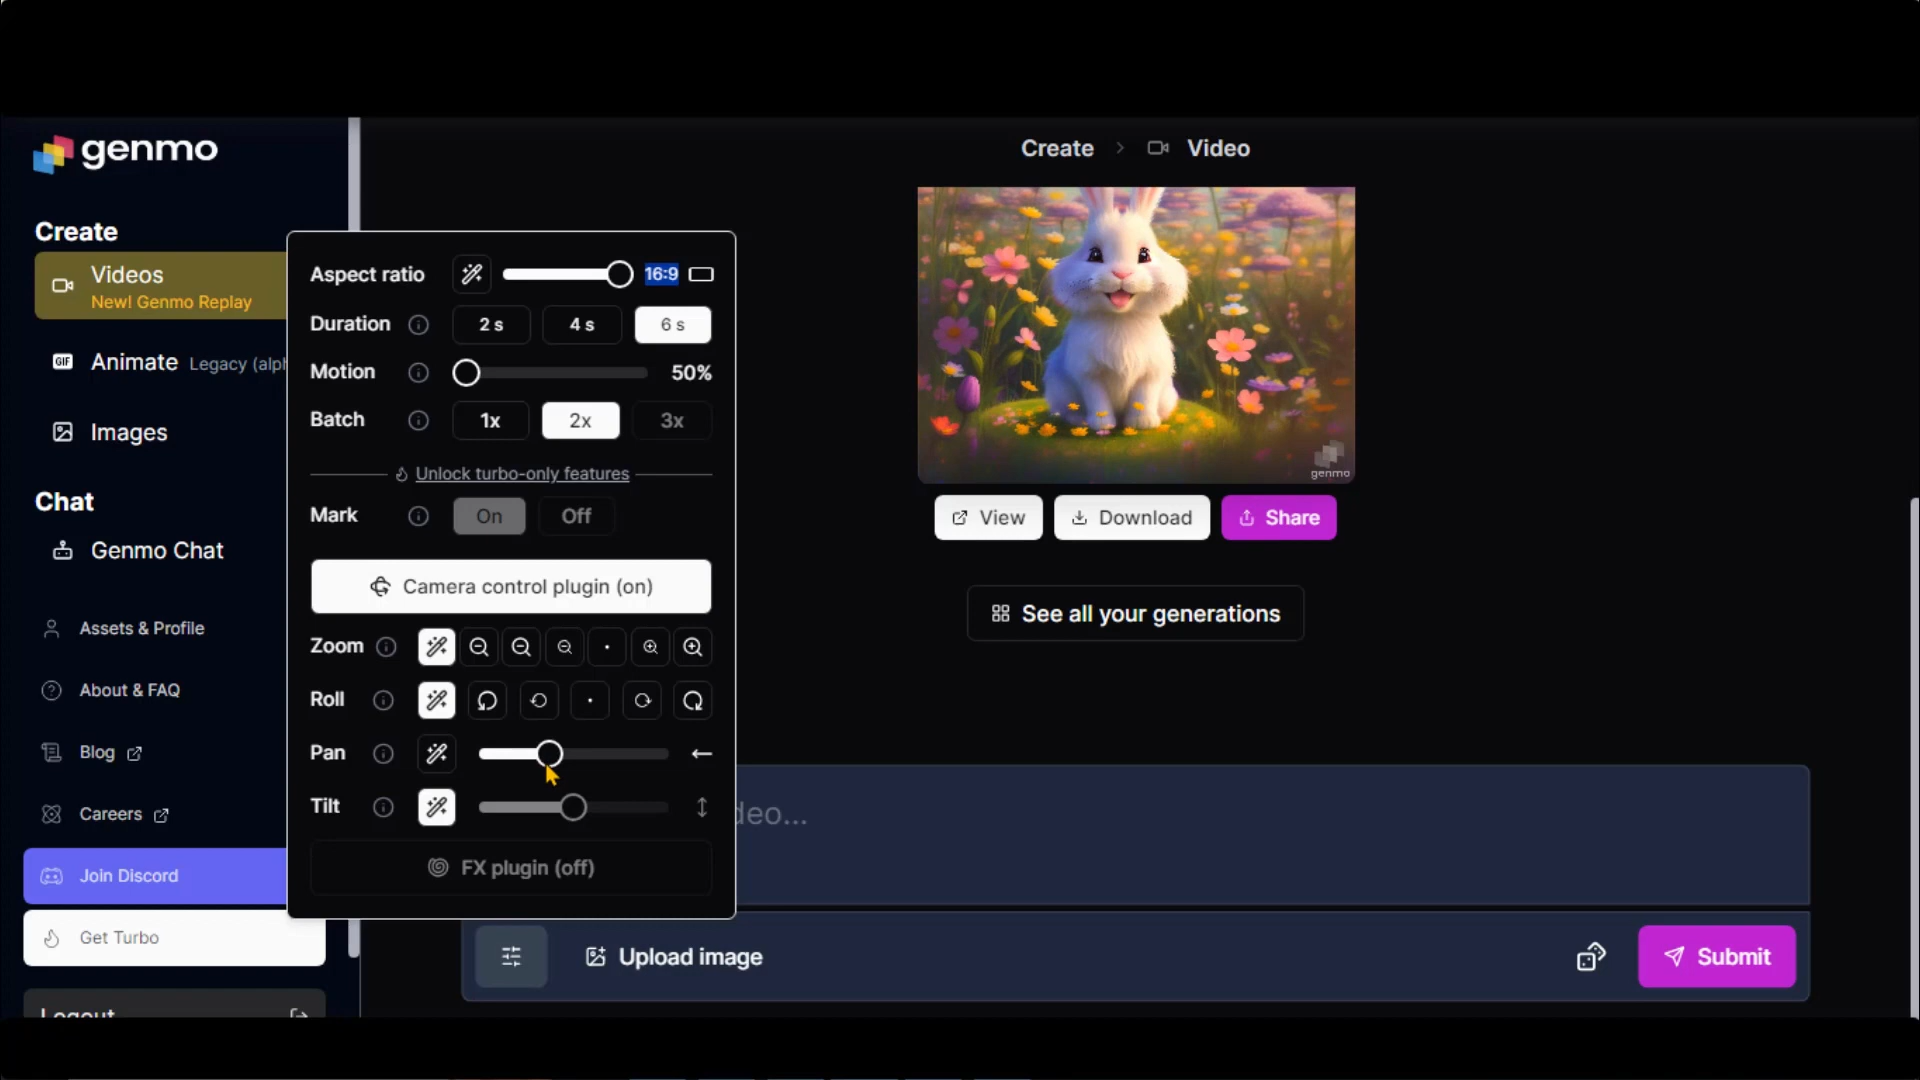 genmo
Create
Videos
New! Genmo Replay
GIF Animate Legacy (alph
Images
Chat
Genmo Chat
Assets & Profile
About & FAQ
Blog
Careers
Join Discord
Get Turbo
Logout
Aspect ratio 16:9
Duration 2 s 4 s 6 s
Motion 50%
Batch 1x 2x 3x
Unlock turbo-only features
Mark On Off
Camera control plugin (on)
Zoom
Roll
Pan
Tilt
FX plugin (off)
Create > Video
genmo
View Download Share
See all your generations
deo...
Upload image Submit